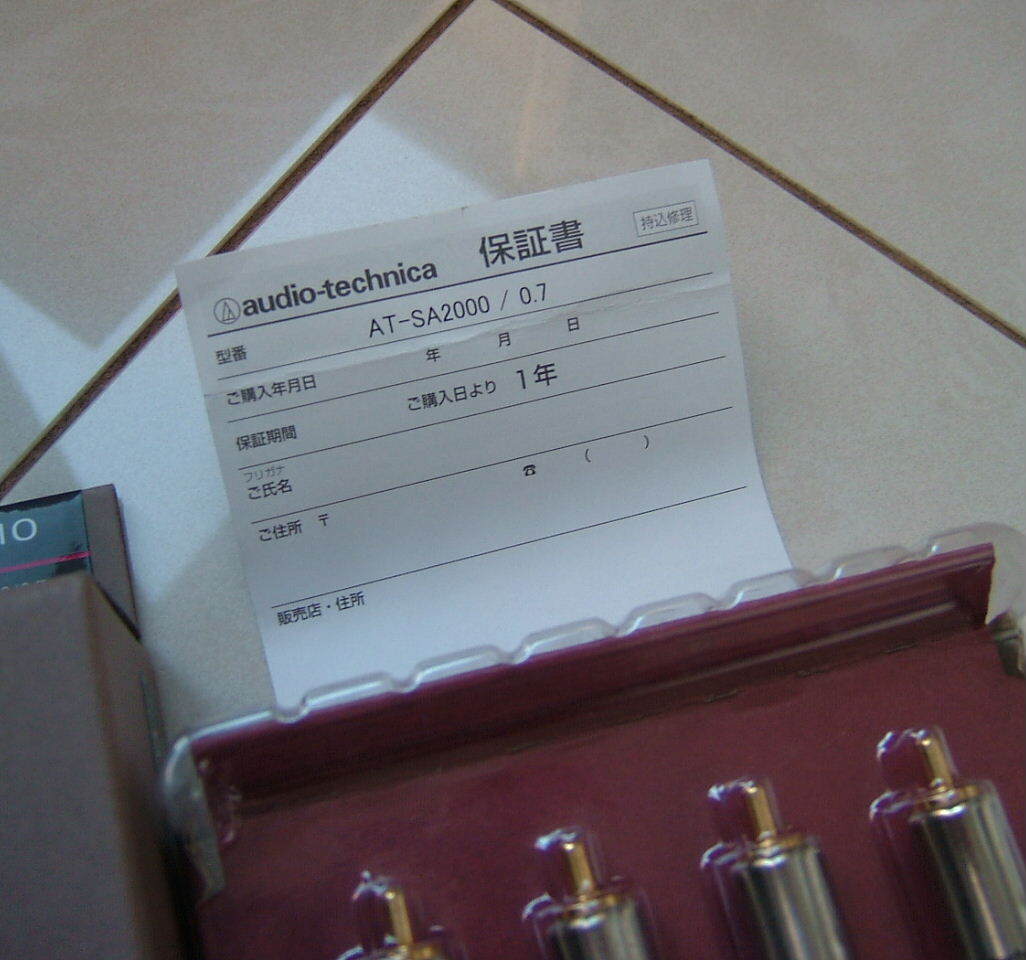 audio-technica 保証書 持込修理
型番 AT-SA2000 / 0.7
ご購入年月日 年 月 日
保証期間 ご購入日より 1年
フリガナ
ご氏名
ご住所 〒 ☎ ( )
販売店・住所
IO